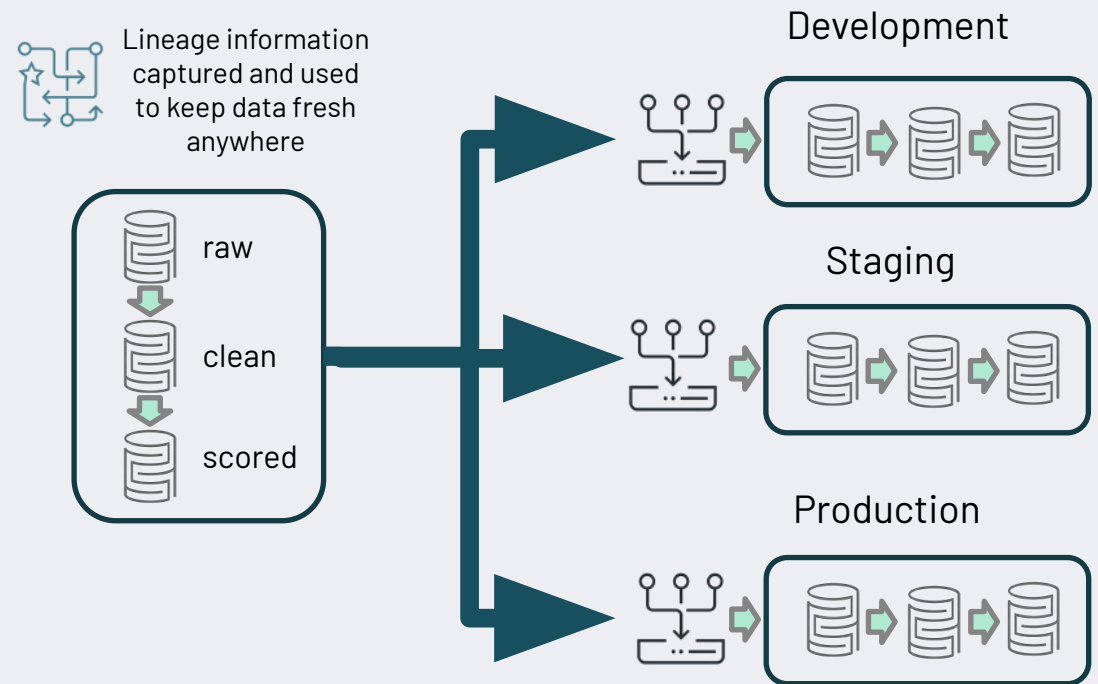 Lineage information
captured and used
to keep data fresh
anywhere
raw
clean
scored
Development
Staging
Production